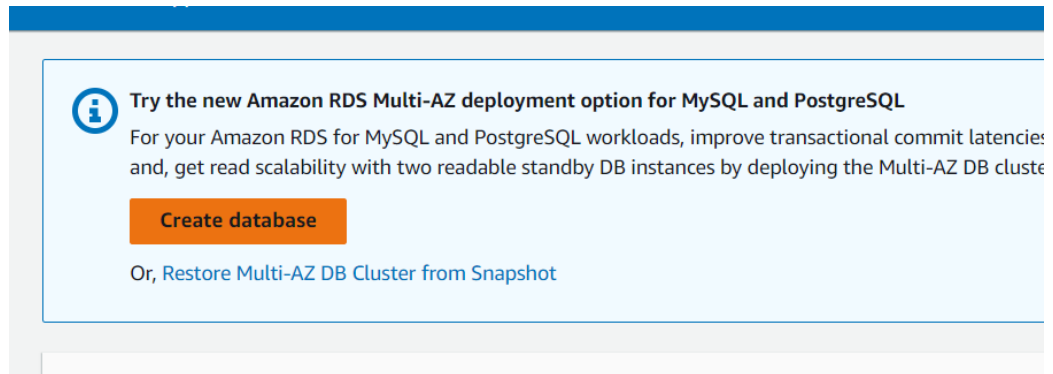 Try the new Amazon RDS Multi-AZ deployment option for MySQL and PostgreSQL
For your Amazon RDS for MySQL and PostgreSQL workloads, improve transactional commit latencies
and, get read scalability with two readable standby DB instances by deploying the Multi-AZ DB
Create database
Or, Restore Multi-AZ DB Cluster from Snapshot